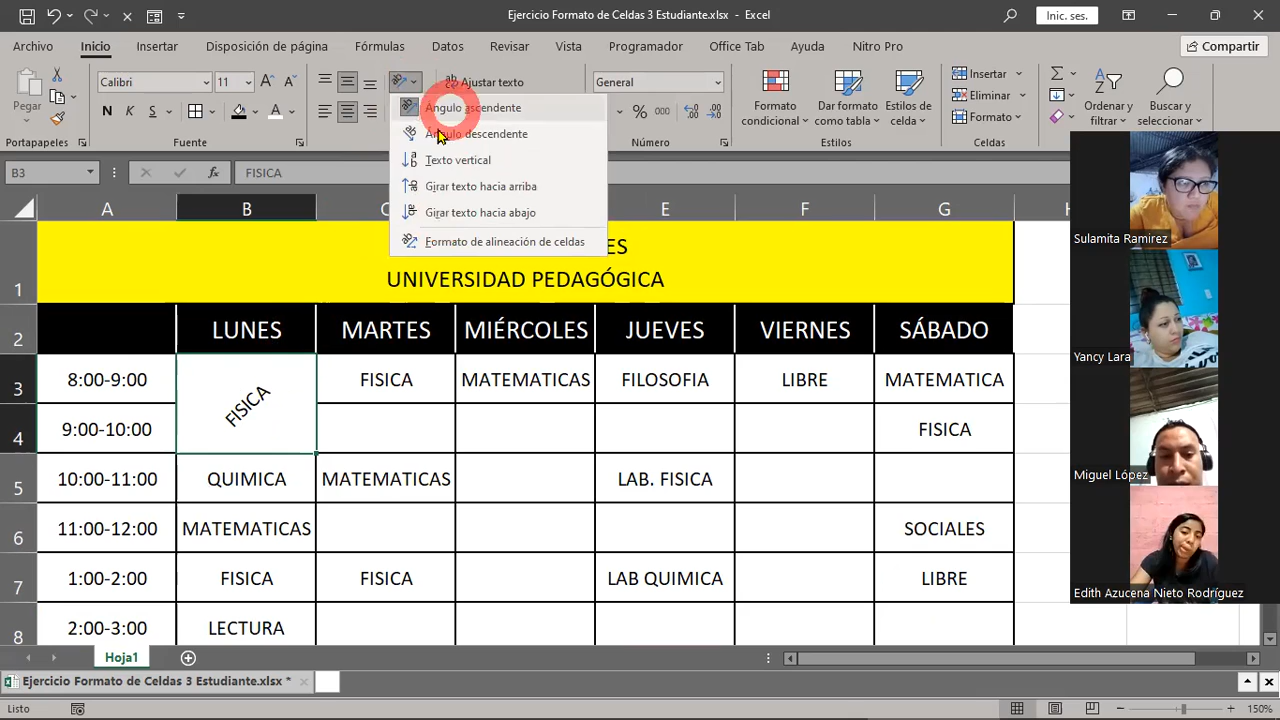 Ejercicio Formato de Celdas 3 Estudiante.xlsx - Excel
Inic. ses.
Archivo Inicio Insertar Disposición de página Fórmulas Datos Revisar Vista Programador Office Tab Ayuda Nitro Pro Compartir
Pegar
Calibri 11
N K S
Ajustar texto
General
% 000
Formato condicional
Dar formato como tabla
Estilos de celda
Insertar
Eliminar
Formato
Ordenar y filtrar
Buscar y seleccionar
Portapapeles Fuente Número Estilos Celdas
Ángulo ascendente
Ángulo descendente
Texto vertical
Girar texto hacia arriba
Girar texto hacia abajo
Formato de alineación de celdas
B3 fx FISICA
A B C E F G
1 ES
UNIVERSIDAD PEDAGÓGICA
2 LUNES MARTES MIÉRCOLES JUEVES VIERNES SÁBADO
3 8:00-9:00 FISICA FISICA MATEMATICAS FILOSOFIA LIBRE MATEMATICA
4 9:00-10:00 FISICA
5 10:00-11:00 QUIMICA MATEMATICAS LAB. FISICA
6 11:00-12:00 MATEMATICAS SOCIALES
7 1:00-2:00 FISICA FISICA LAB QUIMICA LIBRE
8 2:00-3:00 LECTURA
Sulamita Ramirez
Yancy Lara
Miguel López
Edith Azucena Nieto Rodríguez
Hoja1
Ejercicio Formato de Celdas 3 Estudiante.xlsx *
Listo
150%